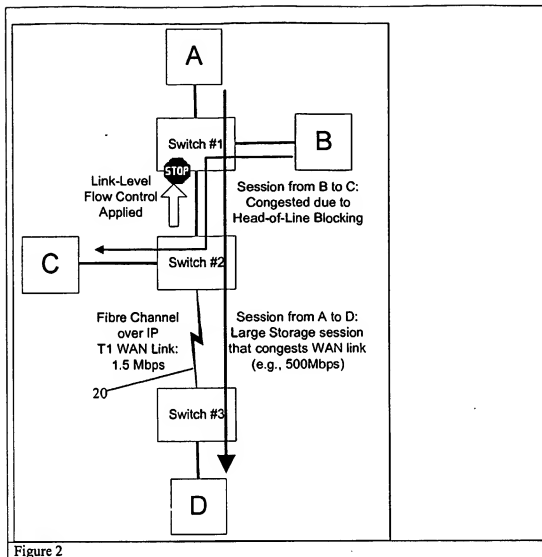 A
Switch #1
B
STOP
Link-Level
Flow Control
Applied
Session from B to C:
Congested due to
Head-of-Line Blocking
C
Switch #2
Fibre Channel
over IP
T1 WAN Link:
1.5 Mbps
Session from A to D:
Large Storage session
that congests WAN link
(e.g., 500Mbps)
20
Switch #3
D
Figure 2